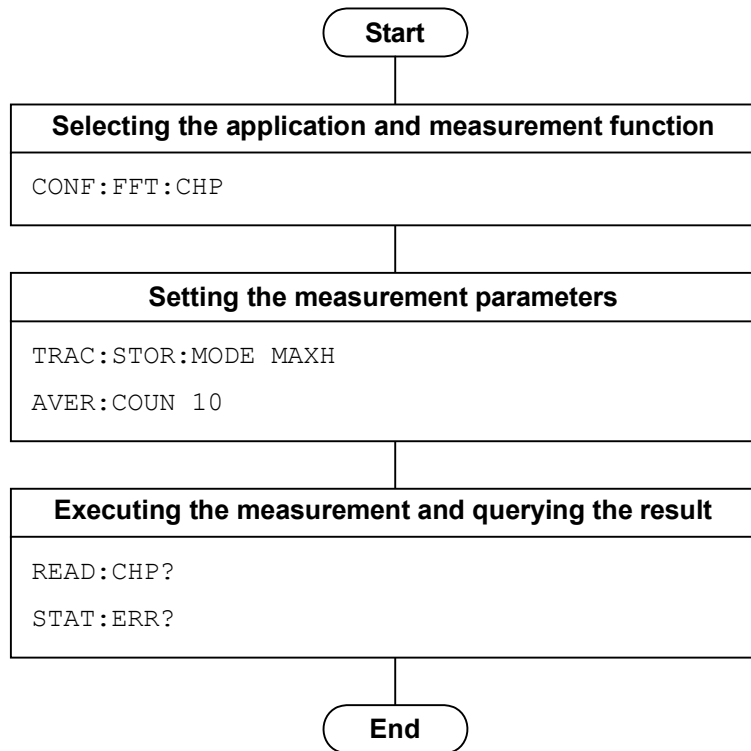 Start
Selecting the application and measurement function
CONF:FFT:CHP
Setting the measurement parameters
TRAC:STOR:MODE MAXH
AVER:COUN 10
Executing the measurement and querying the result
READ:CHP?
STAT:ERR?
End